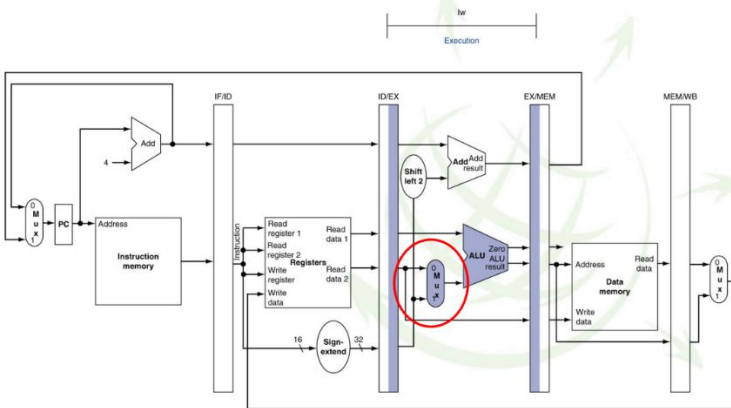 lw
Execution
IF/ID
ID/EX
EX/MEM
MEM/WB
Add
4
Add Add
result
Shift
left 2
0
M
u
x
1
PC
Address
Instruction
memory
Instruction
Read
register 1
Read
data 1
Read
register 2
Registers
Write
register
Read
data 2
Write
data
0
M
u
x
1
Zero
ALU ALU
result
Address
Read
data
Data
memory
Write
data
0
M
u
x
1
16
Sign-
extend
32